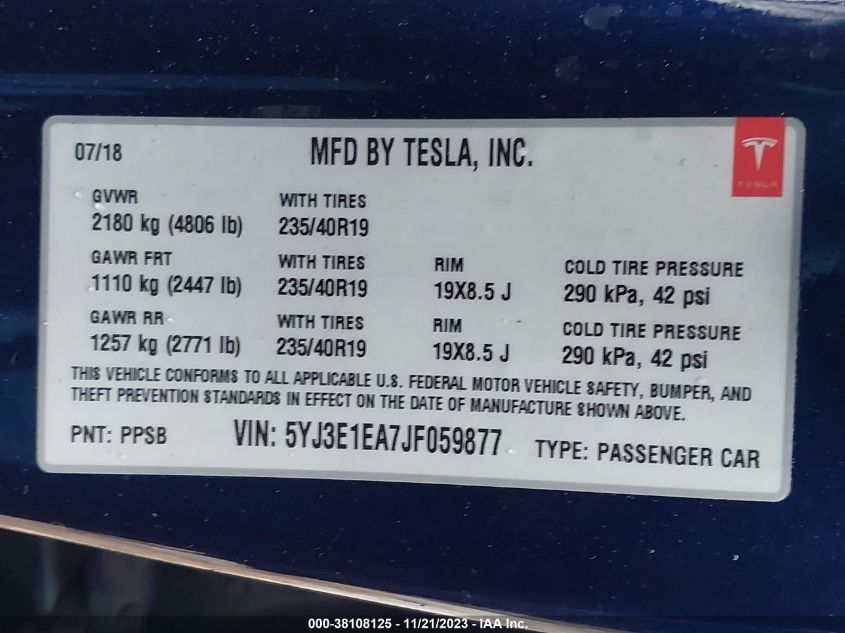 07/18 MFD BY TESLA, INC.
TESLA
GVWR WITH TIRES
2180 kg (4806 lb) 235/40R19
GAWR FRT WITH TIRES RIM COLD TIRE PRESSURE
1110 kg (2447 lb) 235/40R19 19X8.5 J 290 kPa, 42 psi
GAWR RR WITH TIRES RIM COLD TIRE PRESSURE
1257 kg (2771 lb) 235/40R19 19X8.5 J 290 kPa, 42 psi
THIS VEHICLE CONFORMS TO ALL APPLICABLE U.S. FEDERAL MOTOR VEHICLE SAFETY, BUMPER, AND
THEFT PREVENTION STANDARDS IN EFFECT ON THE DATE OF MANUFACTURE SHOWN ABOVE.
PNT: PPSB VIN: 5YJ3E1EA7JF059877 TYPE: PASSENGER CAR
000-38108125 - 11/21/2023 - IAA Inc.